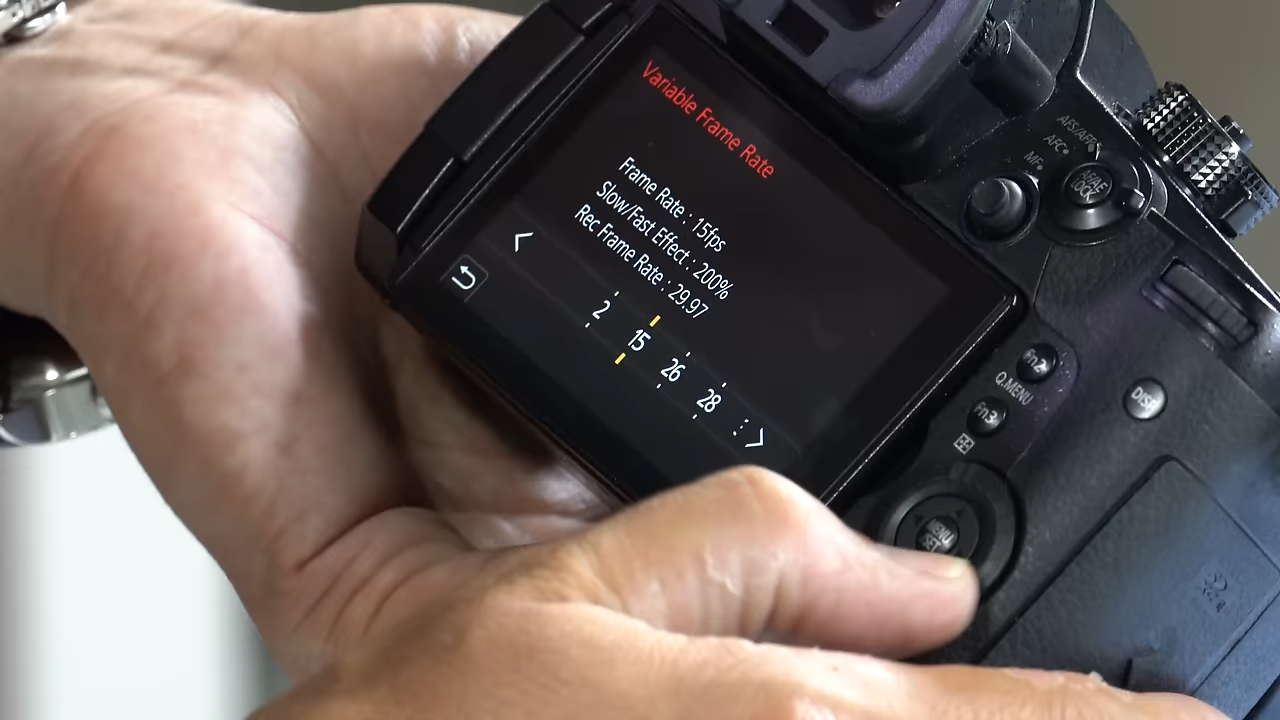 Variable Frame Rate
Frame Rate : 15fps
Slow/Fast Effect : 200%
Rec Frame Rate : 29.97
2 15 26 28
AFS/AFF
AFC
MF
AF/AE
LOCK
Fn2
Q.MENU
Fn3
DISP.
MENU
/SET